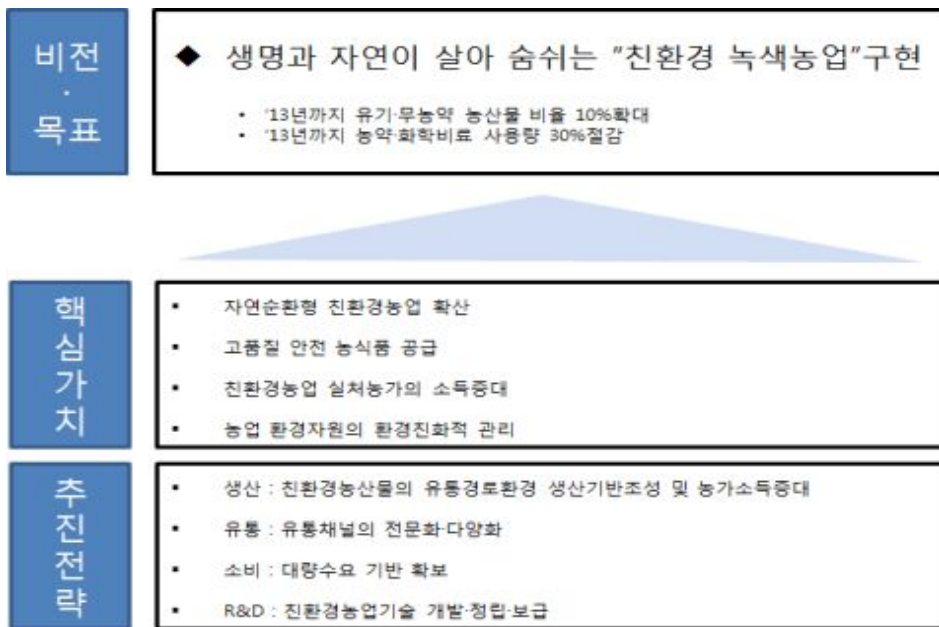 비전
·
목표
◆ 생명과 자연이 살아 숨쉬는 "친환경 녹색농업"구현
• '13년까지 유기·무농약 농산물 비율 10%확대
• '13년까지 농약·화학비료 사용량 30%절감
핵
심
가
치
▪ 자연순환형 친환경농업 확산
▪ 고품질 안전 농식품 공급
▪ 친환경농업 실처농가의 소득증대
▪ 농업 환경자원의 환경진화적 관리
추
진
전
략
▪ 생산 : 친환경농산물의 유통경로환경 생산기반조성 및 농가소득증대
▪ 유통 : 유통채널의 전문화·다양화
▪ 소비 : 대량수요 기반 확보
▪ R&D : 친환경농업기술 개발·정립·보급